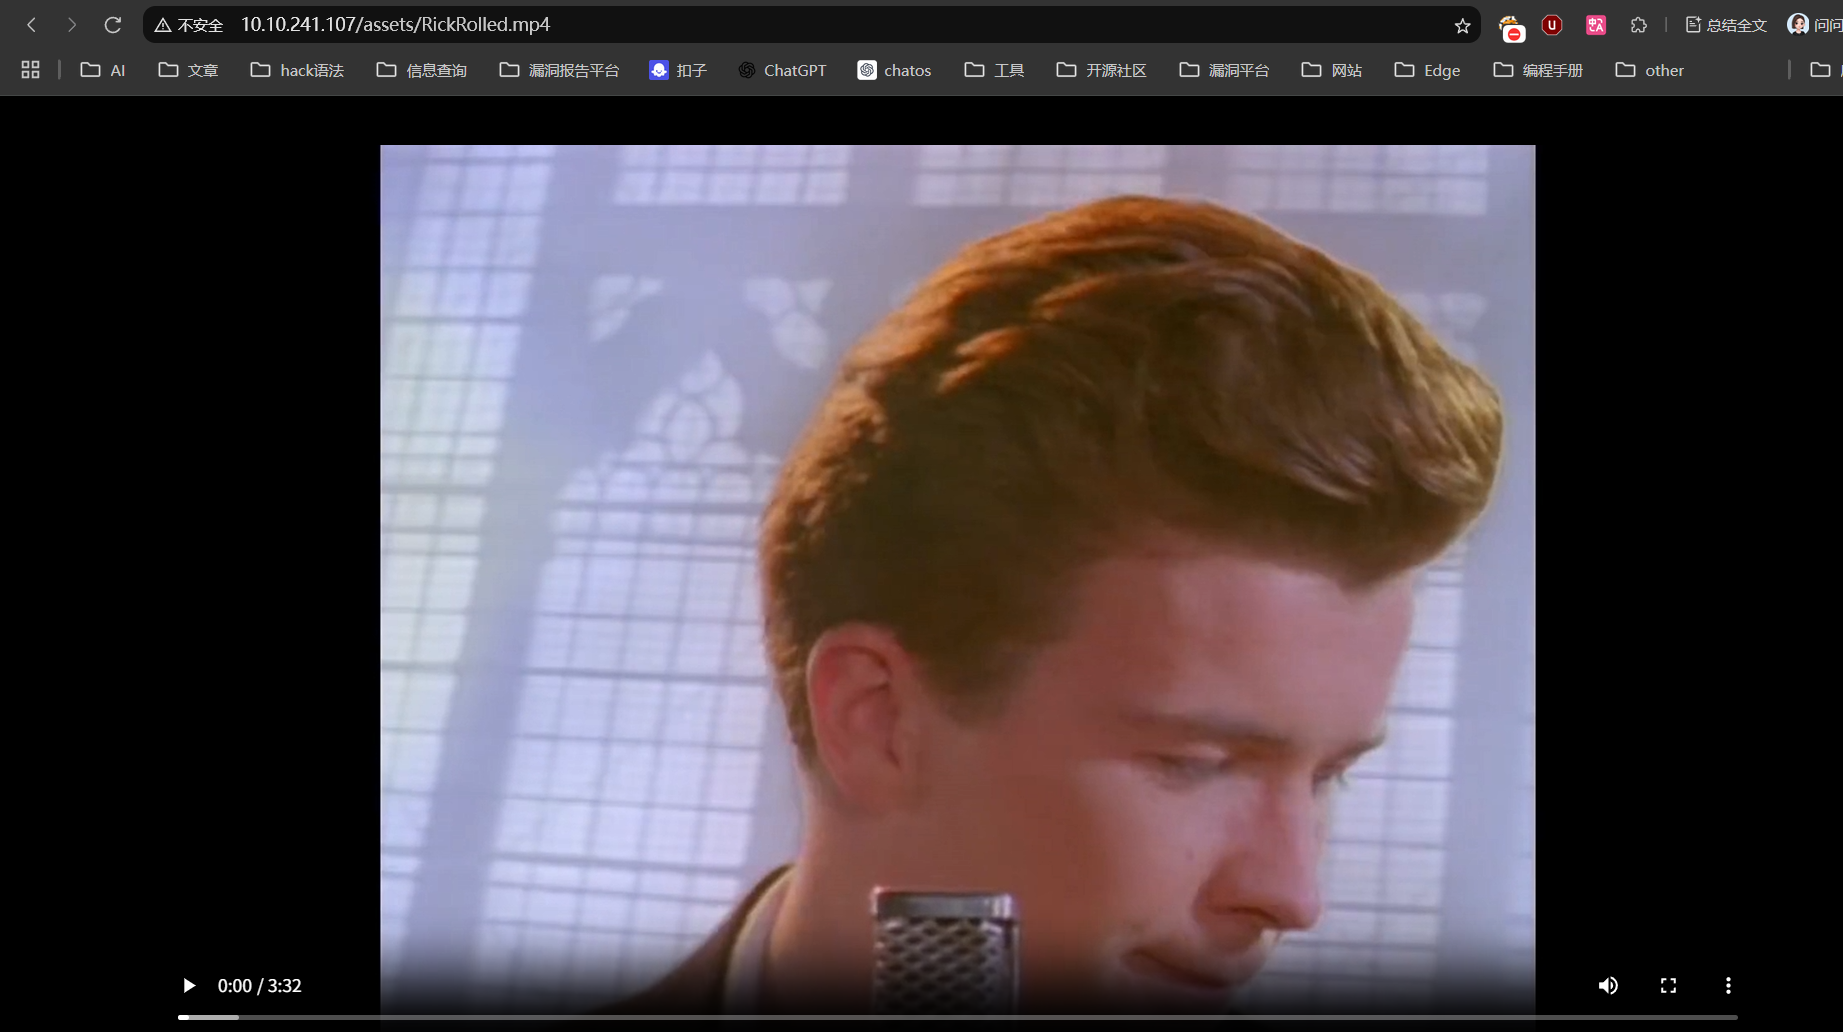 不安全 10.10.241.107/assets/RickRolled.mp4 总结全文 问问
AI 文章 hack语法 信息查询 漏洞报告平台 扣子 ChatGPT chatos 工具 开源社区 漏洞平台 网站 Edge 编程手册 other
0:00 / 3:32